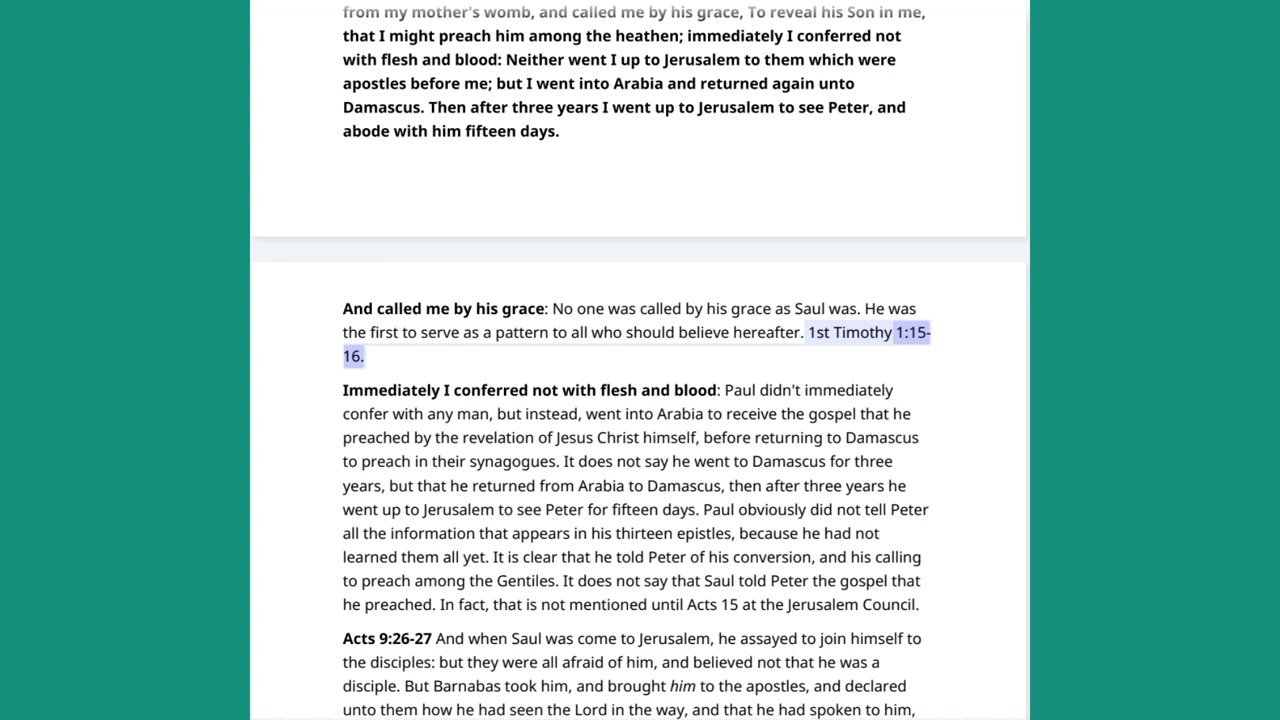 from my mother's womb, and called me by his grace, To reveal his Son in me,
that I might preach him among the heathen; immediately I conferred not
with flesh and blood: Neither went I up to Jerusalem to them which were
apostles before me; but I went into Arabia and returned again unto
Damascus. Then after three years I went up to Jerusalem to see Peter, and
abode with him fifteen days.
And called me by his grace: No one was called by his grace as Saul was. He was
the first to serve as a pattern to all who should believe hereafter. 1st Timothy 1:15-
16.
Immediately I conferred not with flesh and blood: Paul didn't immediately
confer with any man, but instead, went into Arabia to receive the gospel that he
preached by the revelation of Jesus Christ himself, before returning to Damascus
to preach in their synagogues. It does not say he went to Damascus for three
years, but that he returned from Arabia to Damascus, then after three years he
went up to Jerusalem to see Peter for fifteen days. Paul obviously did not tell Peter
all the information that appears in his thirteen epistles, because he had not
learned them all yet. It is clear that he told Peter of his conversion, and his calling
to preach among the Gentiles. It does not say that Saul told Peter the gospel that
he preached. In fact, that is not mentioned until Acts 15 at the Jerusalem Council.
Acts 9:26-27 And when Saul was come to Jerusalem, he assayed to join himself to
the disciples: but they were all afraid of him, and believed not that he was a
disciple. But Barnabas took him, and brought him to the apostles, and declared
unto them how he had seen the Lord in the way, and that he had spoken to him,